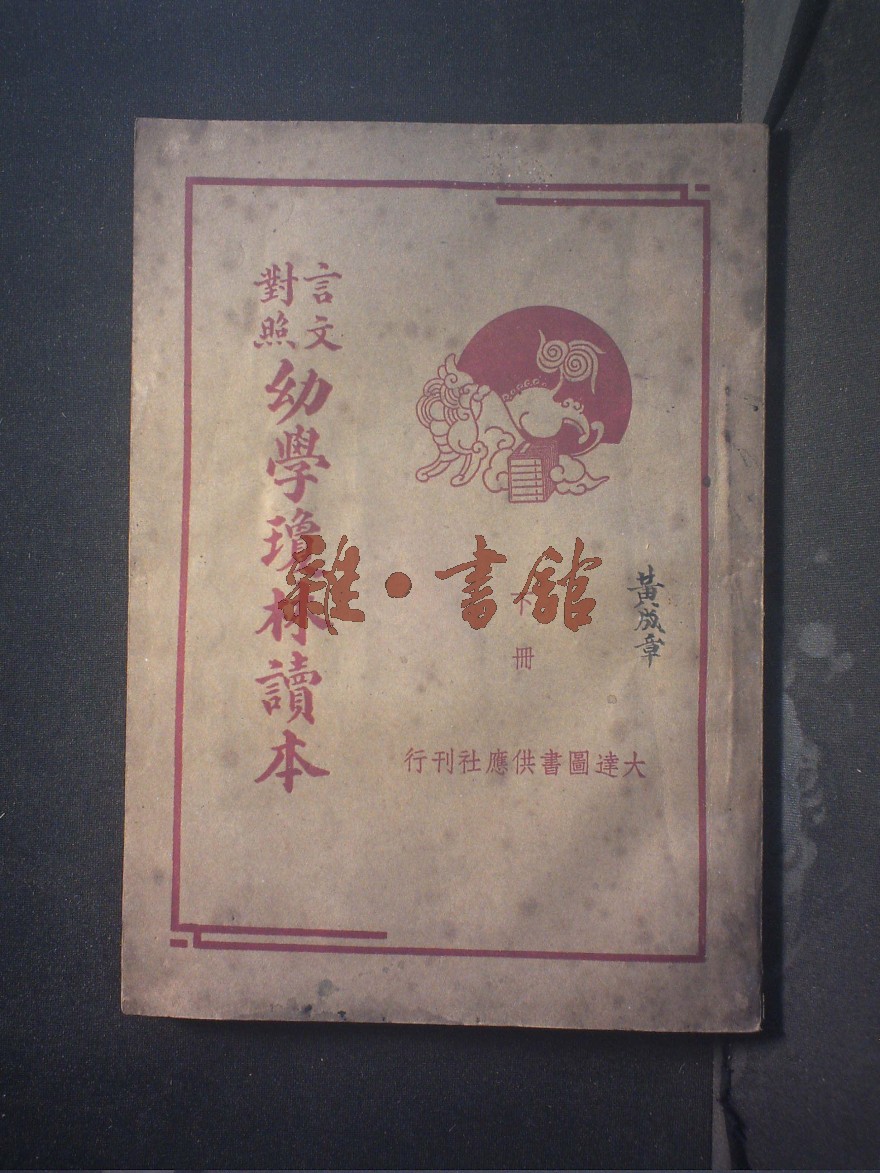 言文
對照
幼學瓊林讀本
下
冊
大達圖書供應社刊行
黃成章
雜·書館